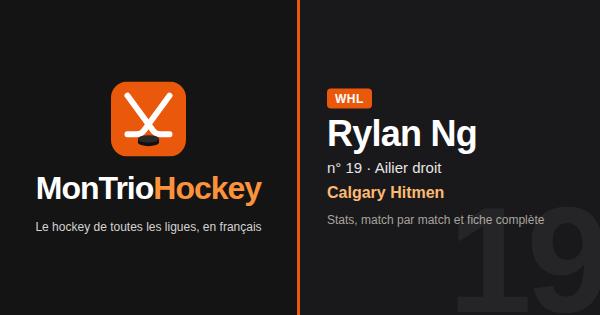 MonTrioHockey
Le hockey de toutes les ligues, en français
WHL
Rylan Ng
n° 19 · Ailier droit
Calgary Hitmen
Stats, match par match et fiche complète
19